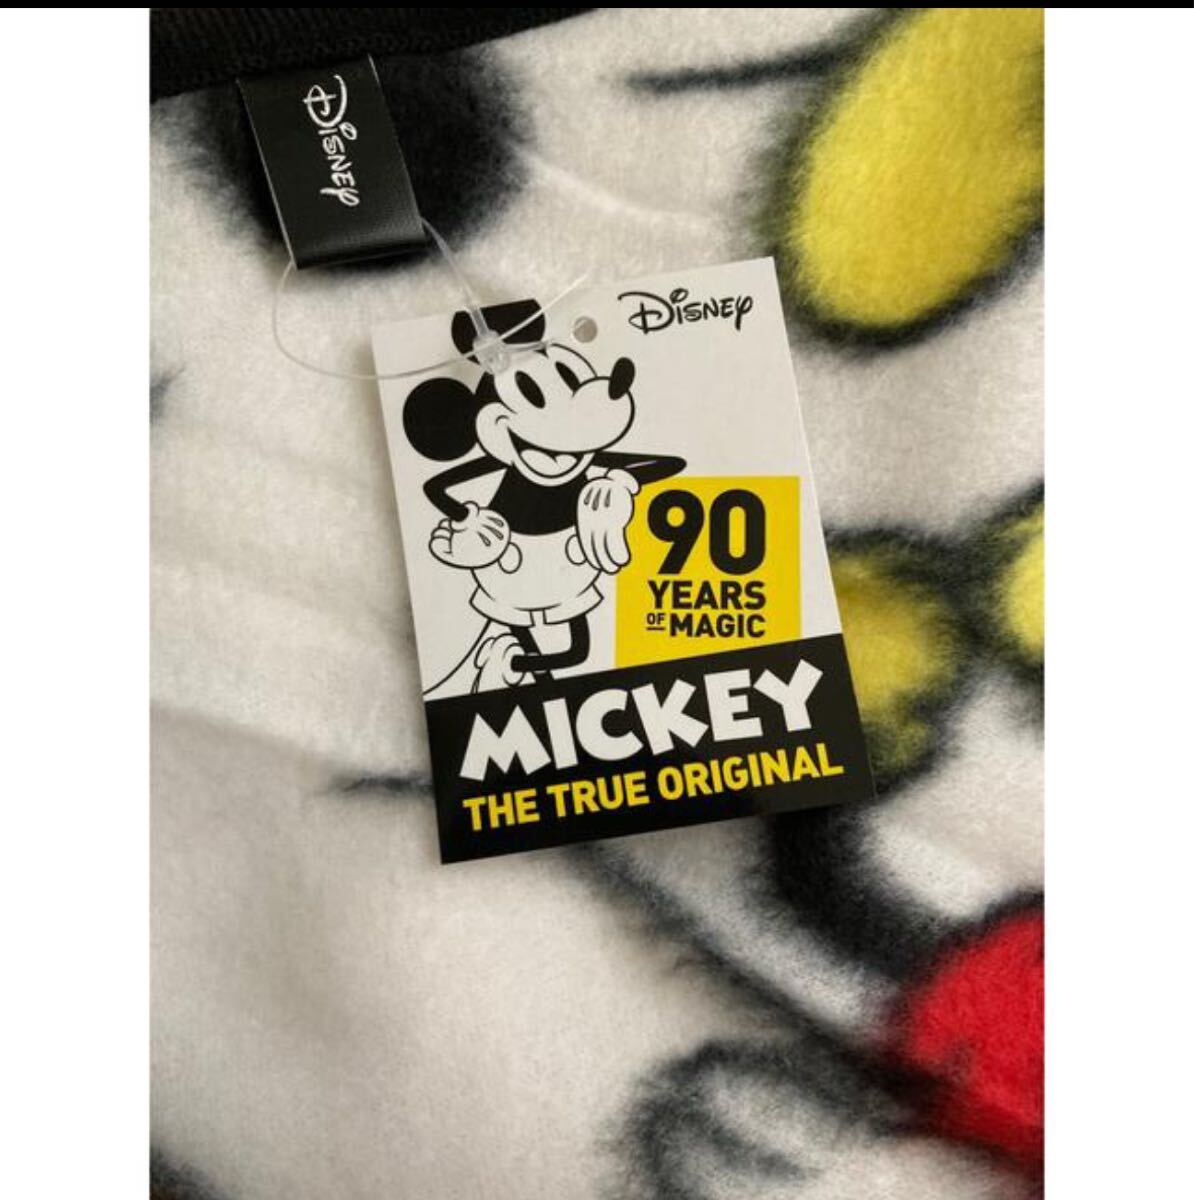 Disney
Disney
90
YEARS
OF MAGIC
MICKEY
THE TRUE ORIGINAL